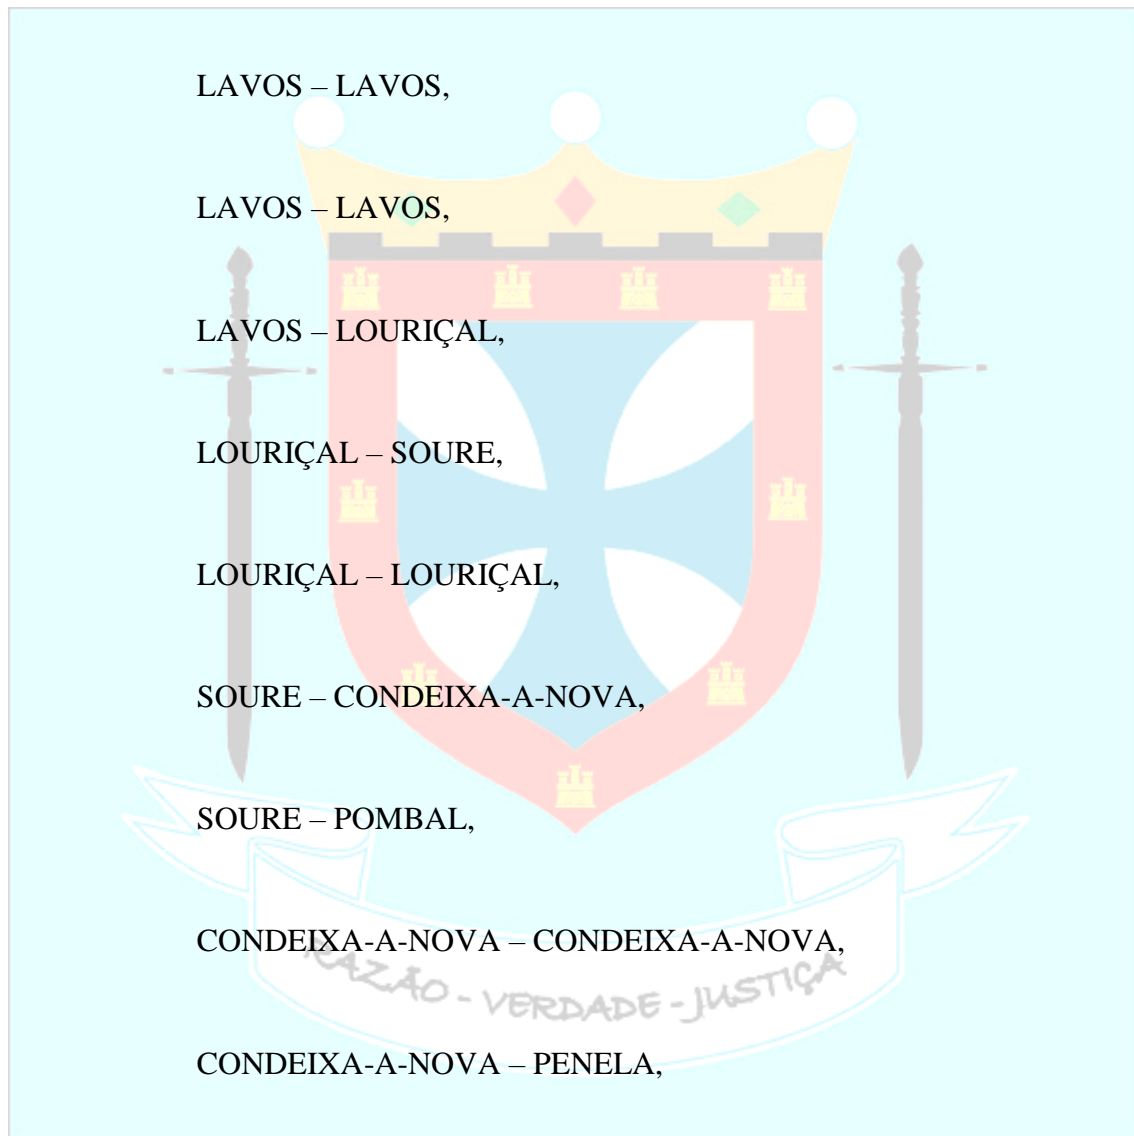 LAVOS – LAVOS,
LAVOS – LAVOS,
LAVOS – LOURIÇAL,
LOURIÇAL – SOURE,
LOURIÇAL – LOURIÇAL,
SOURE – CONDEIXA-A-NOVA,
SOURE – POMBAL,
CONDEIXA-A-NOVA – CONDEIXA-A-NOVA,
RAZÃO - VERDADE - JUSTIÇA
CONDEIXA-A-NOVA – PENELA,